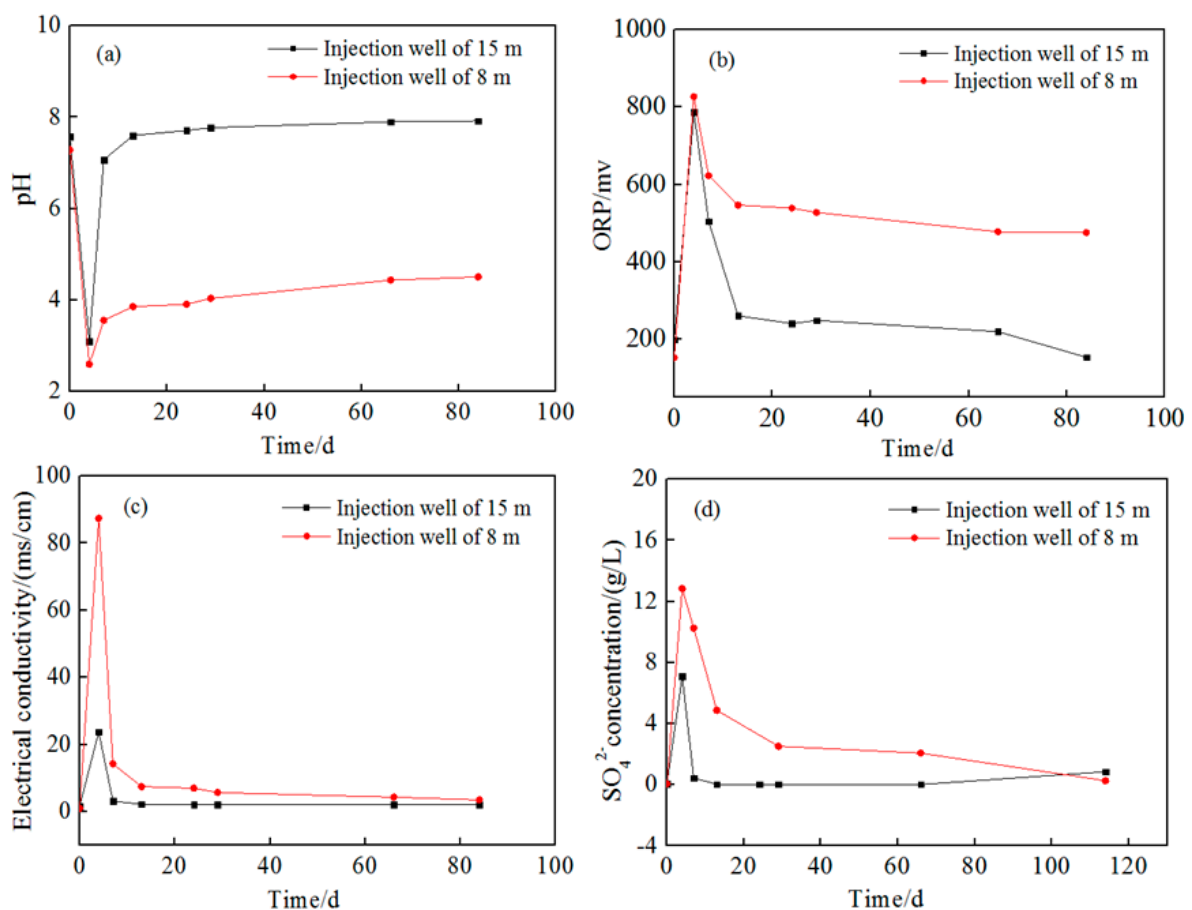 (a)
Injection well of 15 m
Injection well of 8 m
pH
10
8
6
4
2
0 20 40 60 80 100
Time/d
(b)
Injection well of 15 m
Injection well of 8 m
ORP/mv
1000
800
600
400
200
0 20 40 60 80 100
Time/d
(c)
Injection well of 15 m
Injection well of 8 m
Electrical conductivity/(ms/cm)
100
80
60
40
20
0
0 20 40 60 80 100
Time/d
(d)
Injection well of 15 m
Injection well of 8 m
SO₄²⁻concentration/(g/L)
20
16
12
8
4
0
-4
0 20 40 60 80 100 120
Time/d